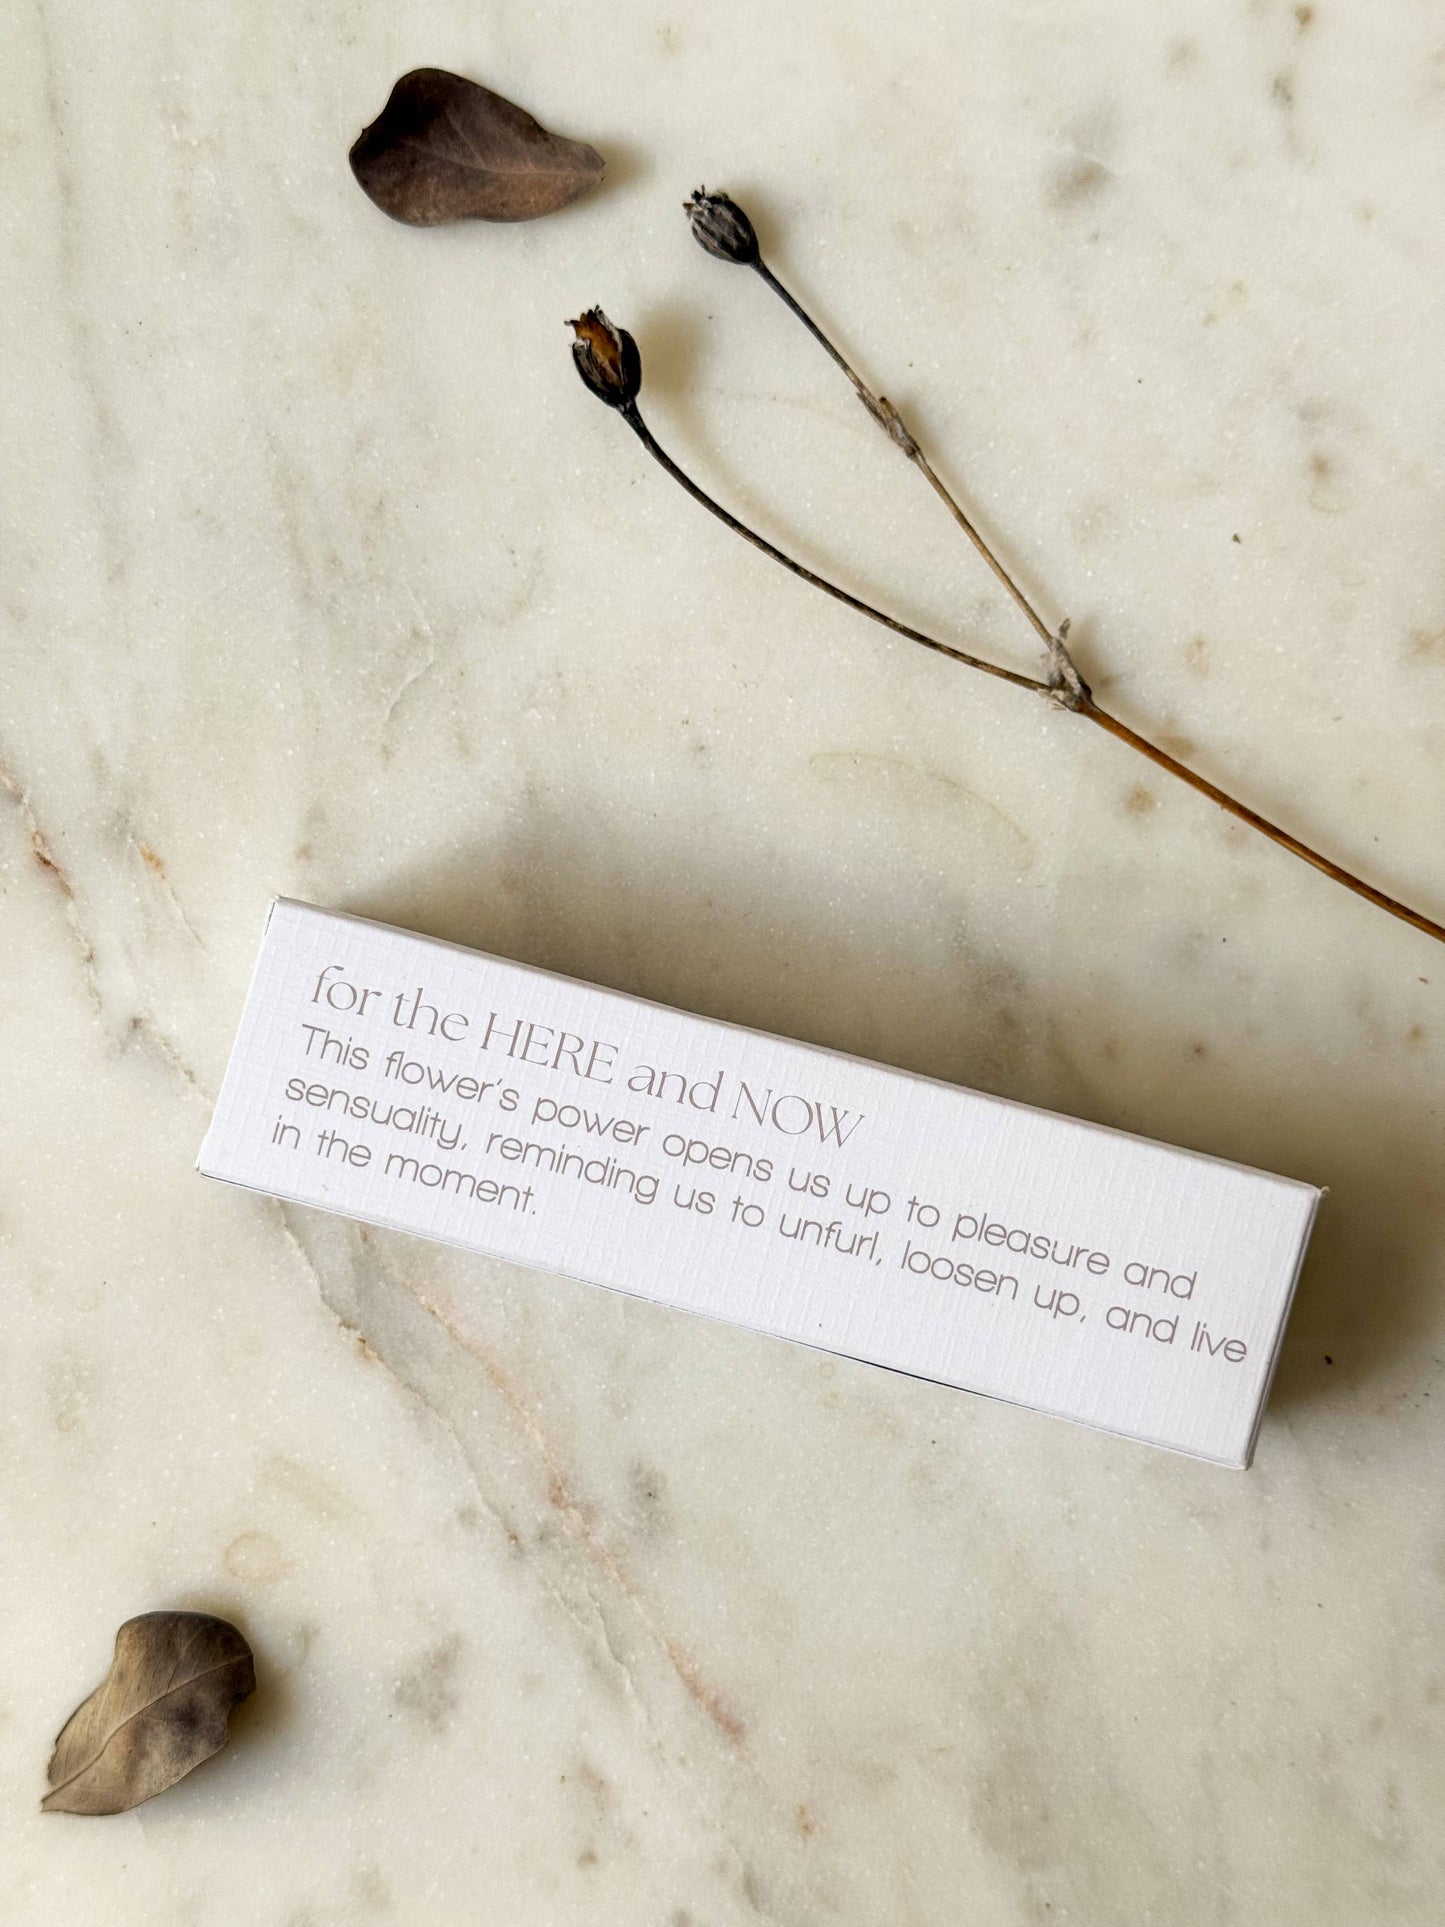 for the HERE and NOW
This flower's power opens us up to pleasure and
sensuality, reminding us to unfurl, loosen up, and live
in the moment.